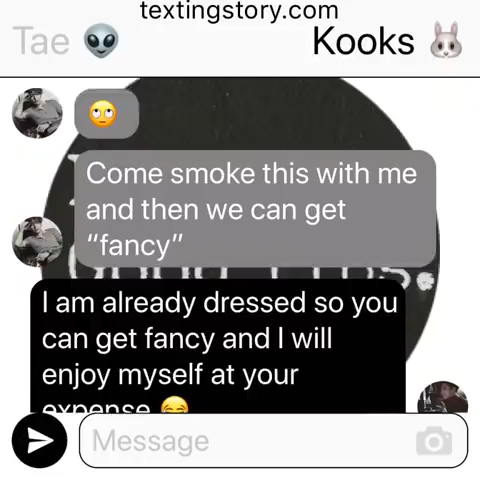 textingstory.com
Tae 👽
Kooks 🐰
🙄
Come smoke this with me
and then we can get
“fancy”
I am already dressed so you
can get fancy and I will
enjoy myself at your
expense 😁
Message